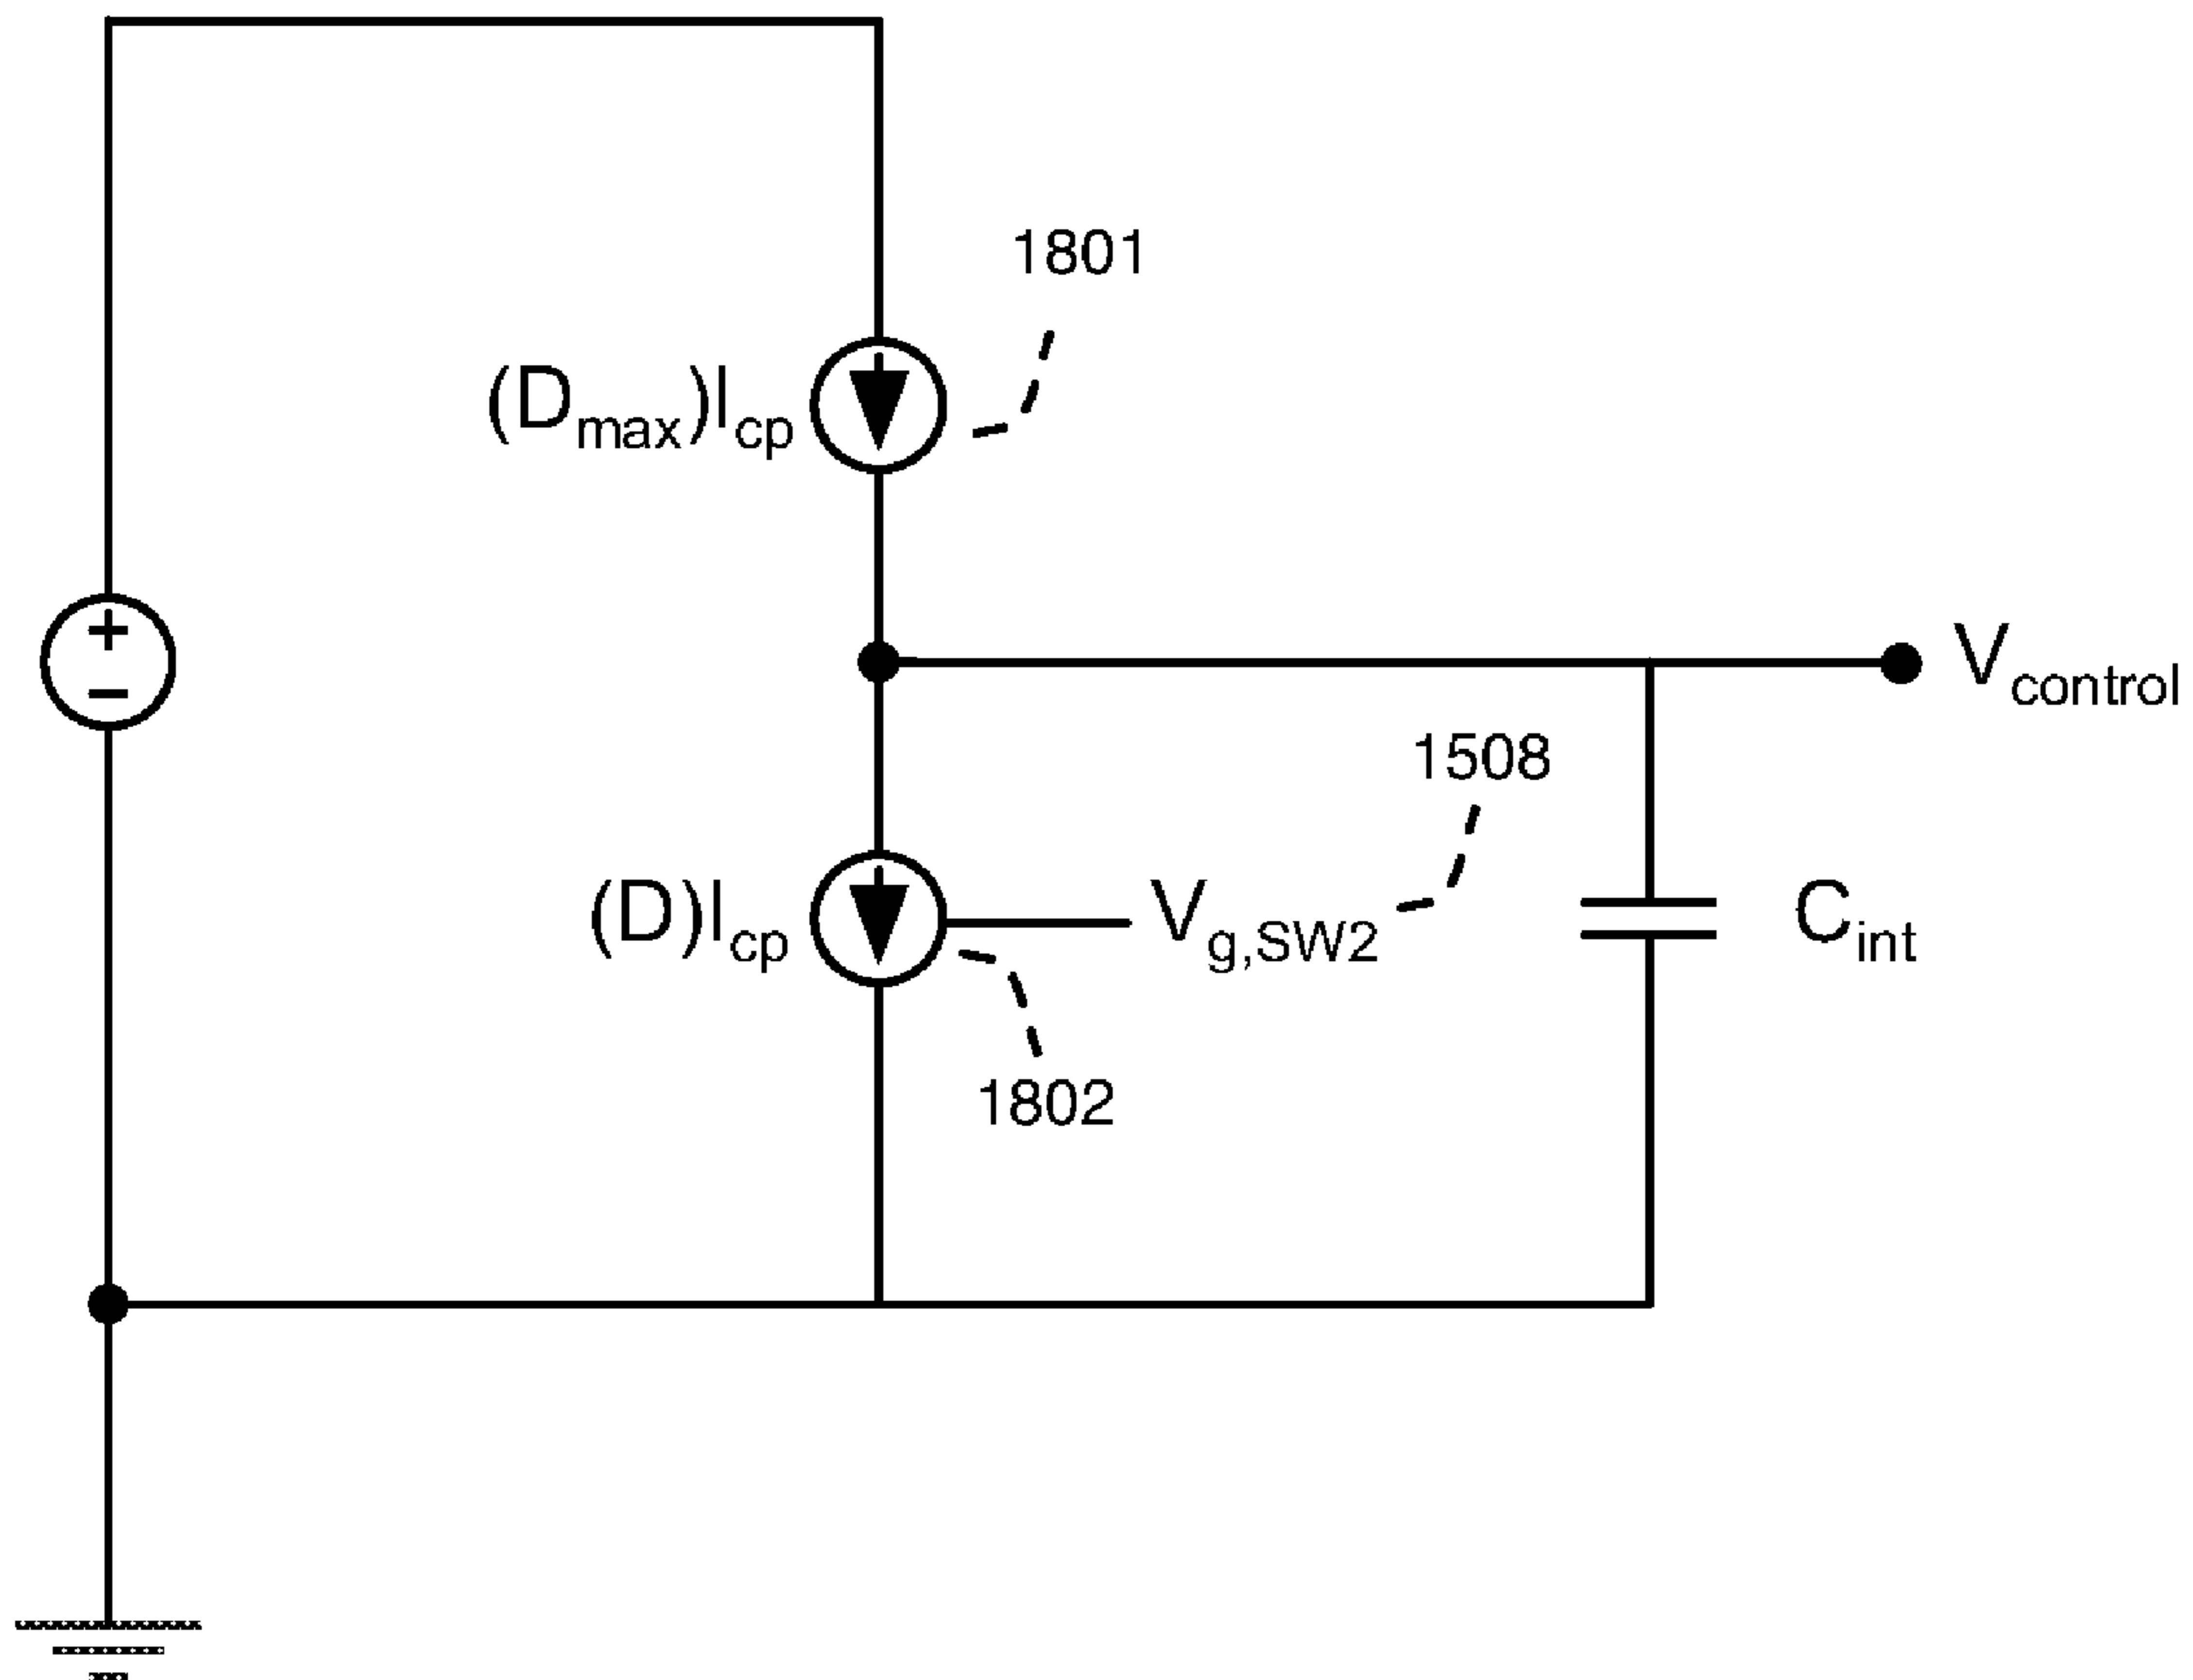 1801
(Dmax)Icp
Vcontrol
1508
(D)Icp
Vg,SW2
Cint
1802